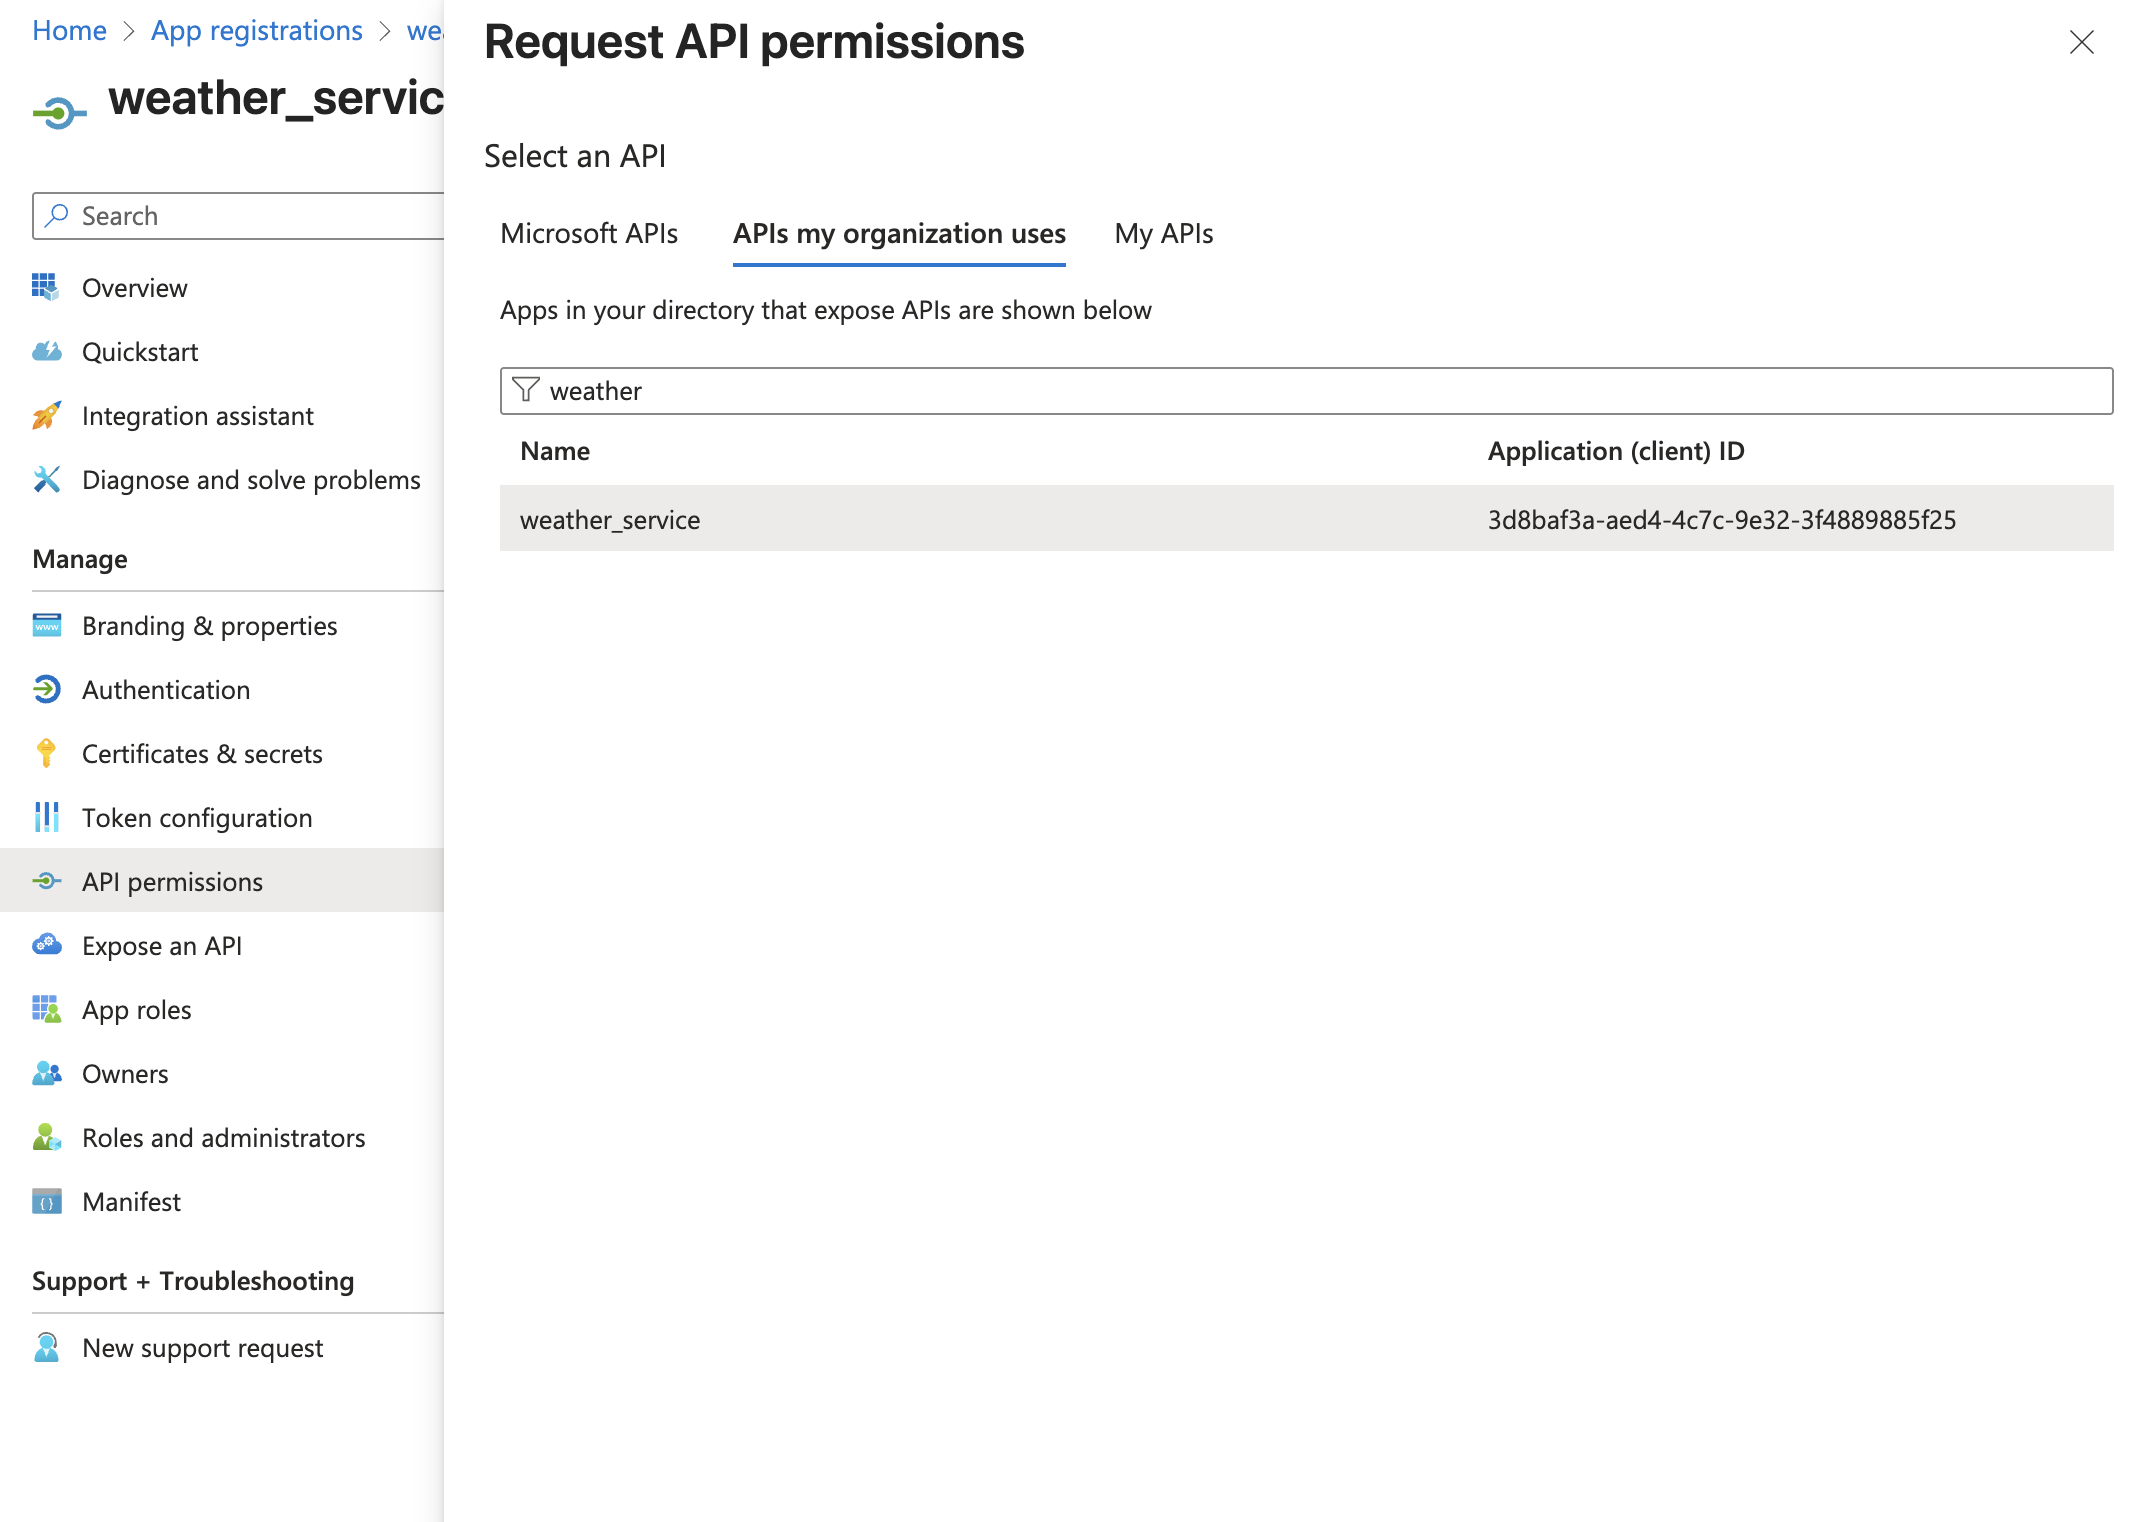 Home > App registrations > wea
weather_servic
Search
Overview
Quickstart
Integration assistant
Diagnose and solve problems
Manage
Branding & properties
Authentication
Certificates & secrets
Token configuration
API permissions
Expose an API
App roles
Owners
Roles and administrators
Manifest
Support + Troubleshooting
New support request
Request API permissions
Select an API
Microsoft APIs APIs my organization uses My APIs
Apps in your directory that expose APIs are shown below
weather
Name Application (client) ID
weather_service 3d8baf3a-aed4-4c7c-9e32-3f4889885f25